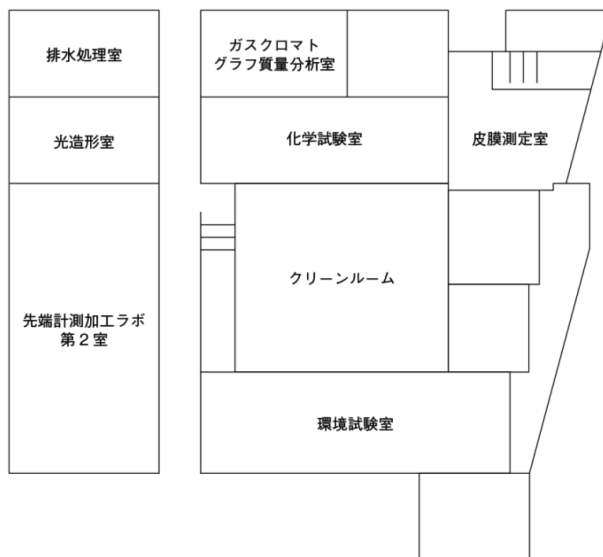 排水処理室
ガスクロマト
グラフ質量分析室
光造形室
化学試験室
皮膜測定室
クリーンルーム
先端計測加工ラボ
第２室
環境試験室